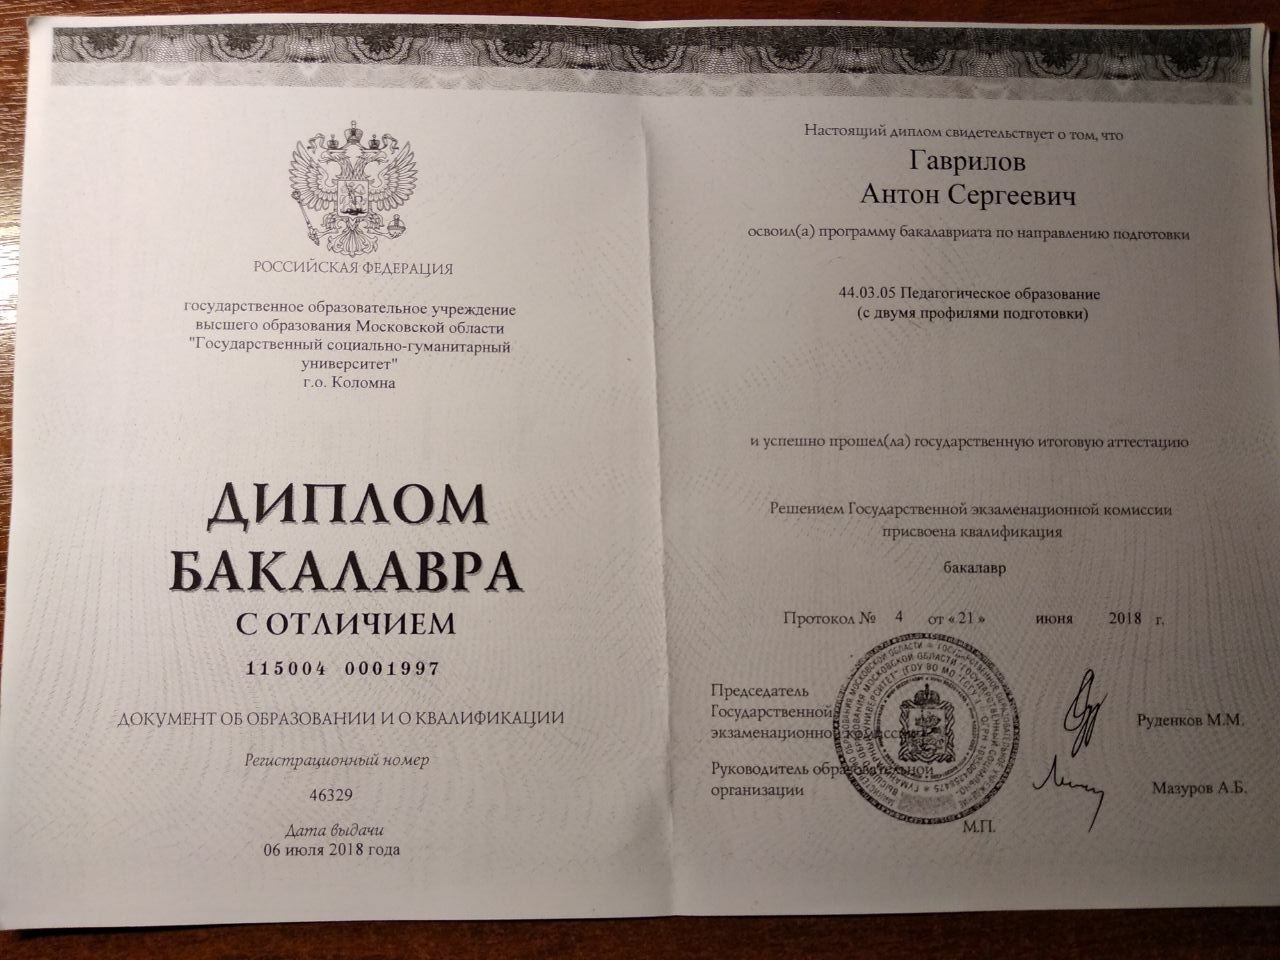 РОССИЙСКАЯ ФЕДЕРАЦИЯ
государственное образовательное учреждение
высшего образования Московской области
"Государственный социально-гуманитарный
университет"
г.о. Коломна
ДИПЛОМ
БАКАЛАВРА
С ОТЛИЧИЕМ
115004 0001997
ДОКУМЕНТ ОБ ОБРАЗОВАНИИ И О КВАЛИФИКАЦИИ
Регистрационный номер
46329
Дата выдачи
06 июля 2018 года
Настоящий диплом свидетельствует о том, что
Гаврилов
Антон Сергеевич
освоил(а) программу бакалавриата по направлению подготовки
44.03.05 Педагогическое образование
(с двумя профилями подготовки)
и успешно прошел(ла) государственную итоговую аттестацию
Решением Государственной экзаменационной комиссии
присвоена квалификация
бакалавр
Протокол № 4 от « 21 » июня 2018 г.
Председатель
Государственной
экзаменационной комиссии
Руденков М.М.
Руководитель образовательной
организации
Мазуров А.Б.
М.П.